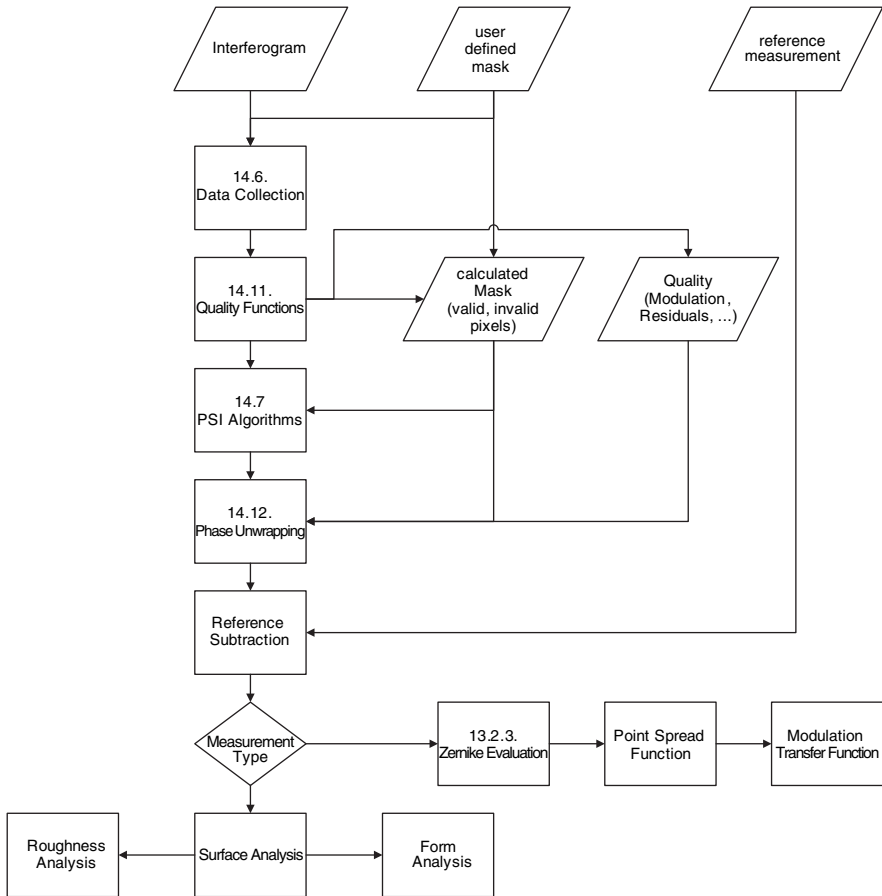 Interferogram
user
defined
mask
reference
measurement
14.6.
Data Collection
14.11.
Quality Functions
calculated
Mask
(valid, invalid
pixels)
Quality
(Modulation,
Residuals, ...)
14.7
PSI Algorithms
14.12.
Phase Unwrapping
Reference
Subtraction
Measurement
Type
13.2.3.
Zernike Evaluation
Point Spread
Function
Modulation
Transfer Function
Roughness
Analysis
Surface Analysis
Form
Analysis